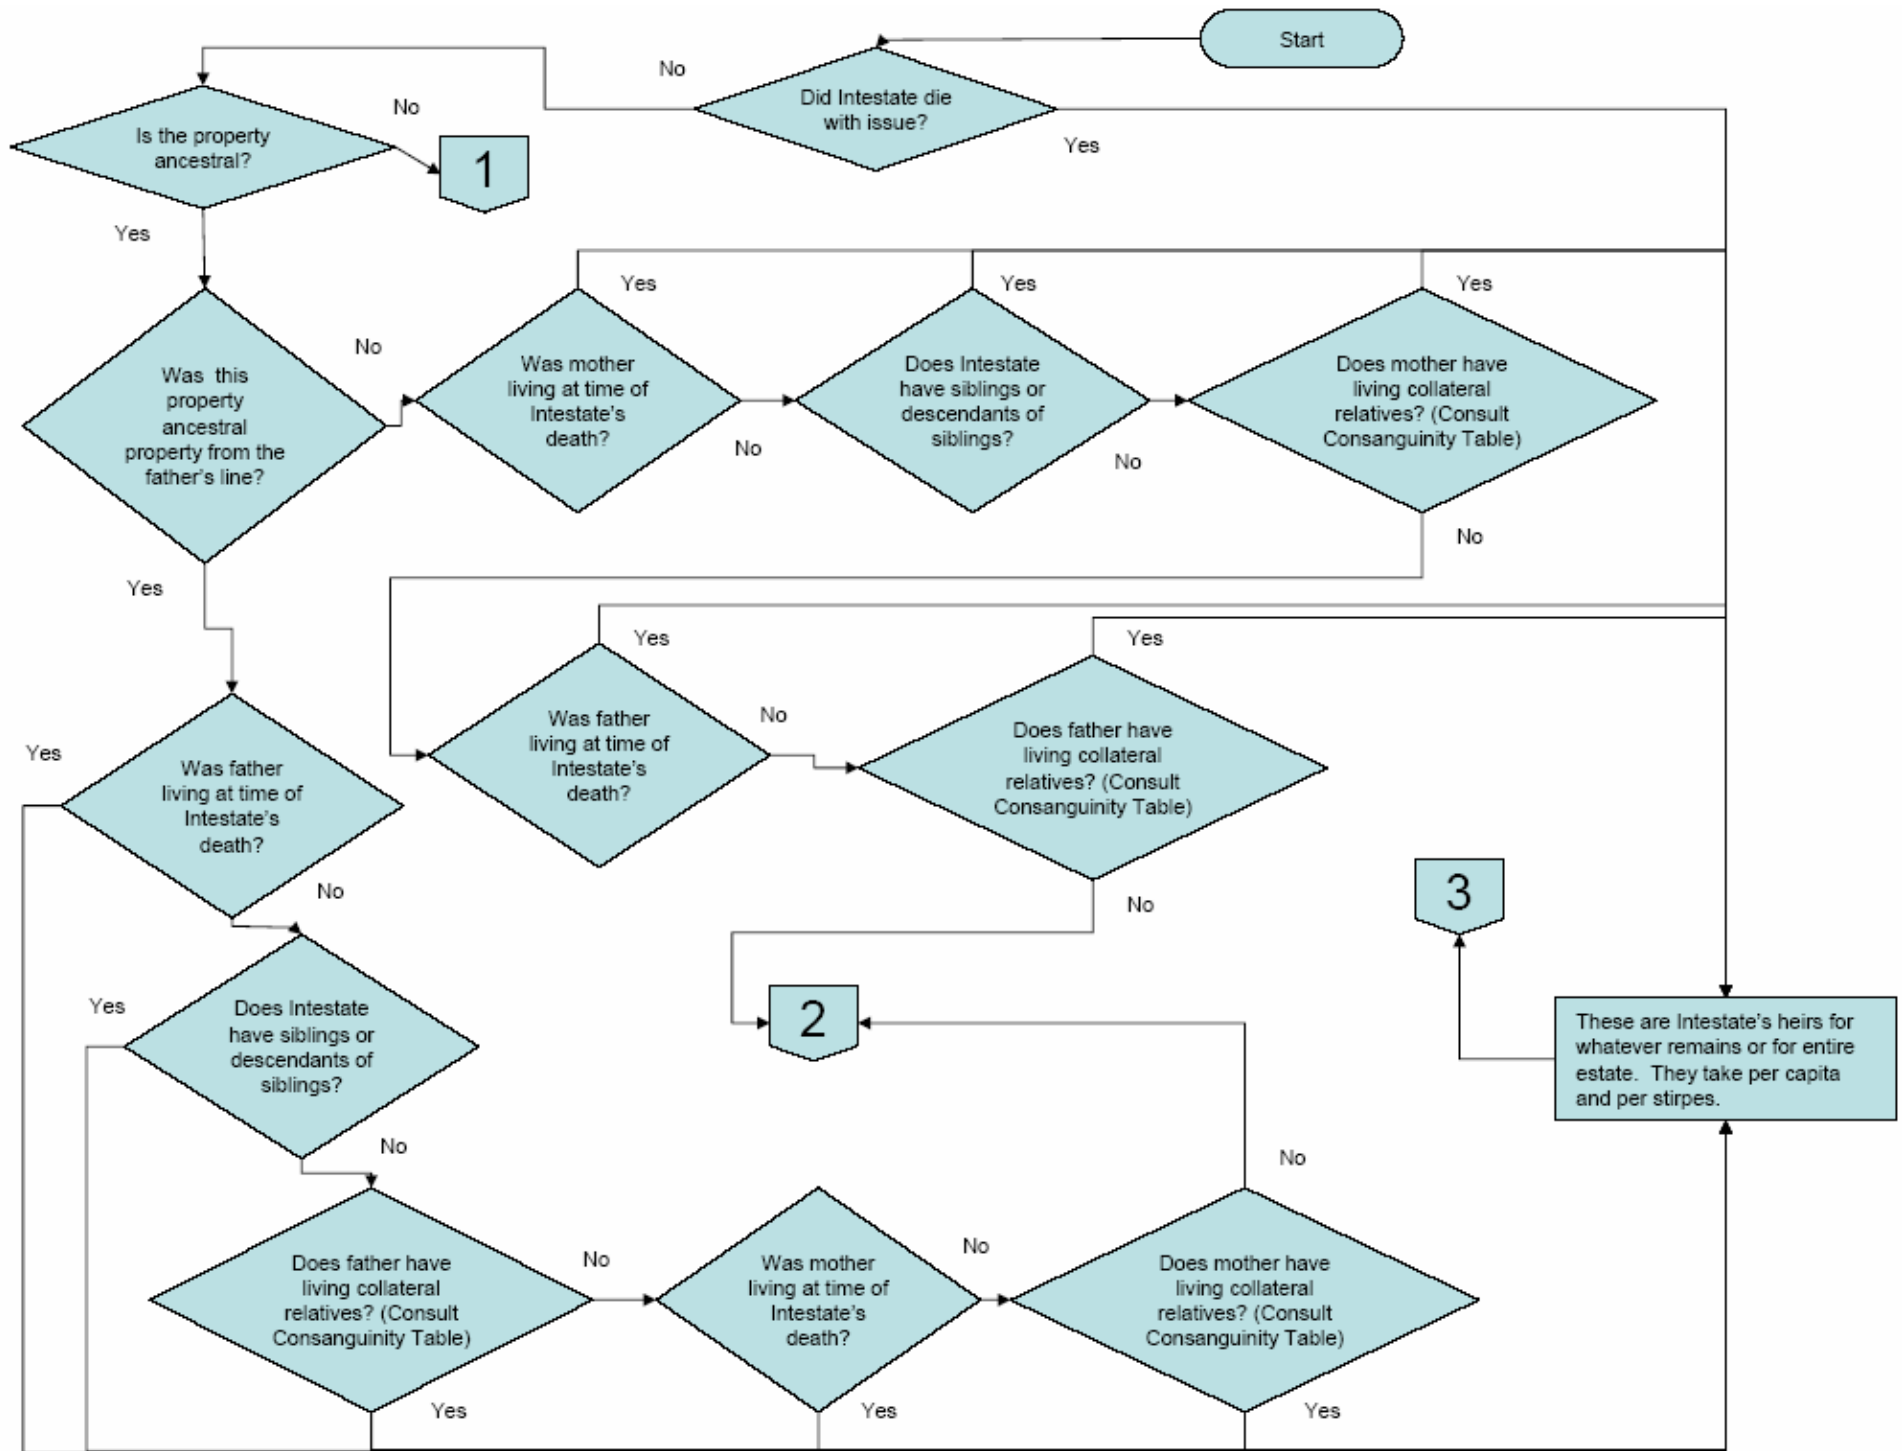 Start
No
Did Intestate die
with issue?
Yes
Is the property
ancestral?
No
1
Yes
Was this
property
ancestral
property from the
father's line?
No
Was mother
living at time of
Intestate's
death?
Yes
No
Does Intestate
have siblings or
descendants of
siblings?
Yes
No
Does mother have
living collateral
relatives? (Consult
Consanguinity Table)
Yes
No
Yes
Was father
living at time of
Intestate's
death?
Yes
No
Does father have
living collateral
relatives? (Consult
Consanguinity Table)
Yes
No
Yes
Was father
living at time of
Intestate's
death?
No
3
2
These are Intestate's heirs for
whatever remains or for entire
estate. They take per capita
and per stirpes.
Yes
Does Intestate
have siblings or
descendants of
siblings?
No
Does father have
living collateral
relatives? (Consult
Consanguinity Table)
No
Yes
Was mother
living at time of
Intestate's
death?
No
Yes
Does mother have
living collateral
relatives? (Consult
Consanguinity Table)
No
Yes